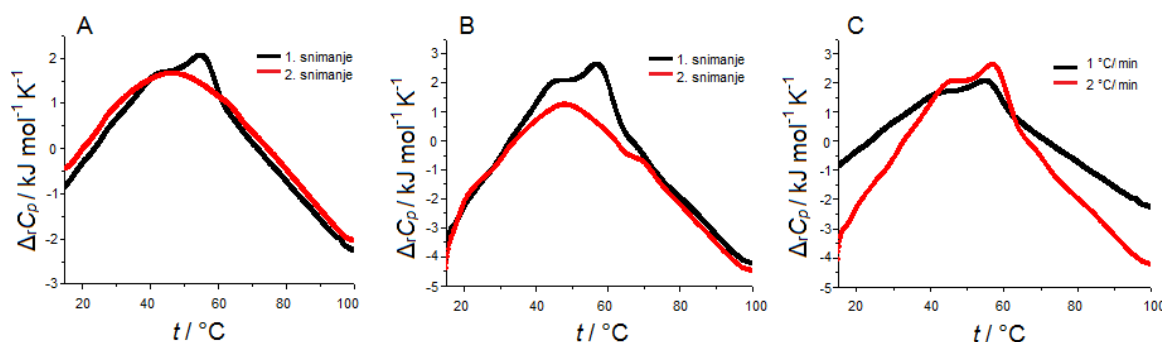 A
ΔrCp / kJ mol⁻¹ K⁻¹
2
1
0
-1
-2
-3
1. snimanje
2. snimanje
20
40
60
80
100
t / °C
B
ΔrCp / kJ mol⁻¹ K⁻¹
4
3
2
1
0
-1
-2
-3
-4
-5
1. snimanje
2. snimanje
20
40
60
80
100
t / °C
C
ΔrCp / kJ mol⁻¹ K⁻¹
3
2
1
0
-1
-2
-3
-4
-5
1 °C/ min
2 °C/ min
20
40
60
80
100
t / °C